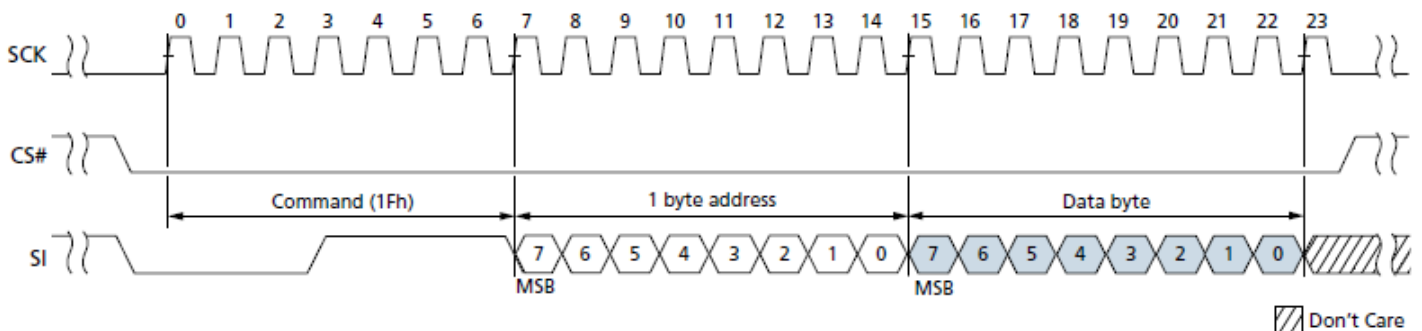 0 1 2 3 4 5 6 7 8 9 10 11 12 13 14 15 16 17 18 19 20 21 22 23
SCK
CS#
Command (1Fh) 1 byte address Data byte
SI 7 6 5 4 3 2 1 0 7 6 5 4 3 2 1 0
MSB MSB
Don't Care